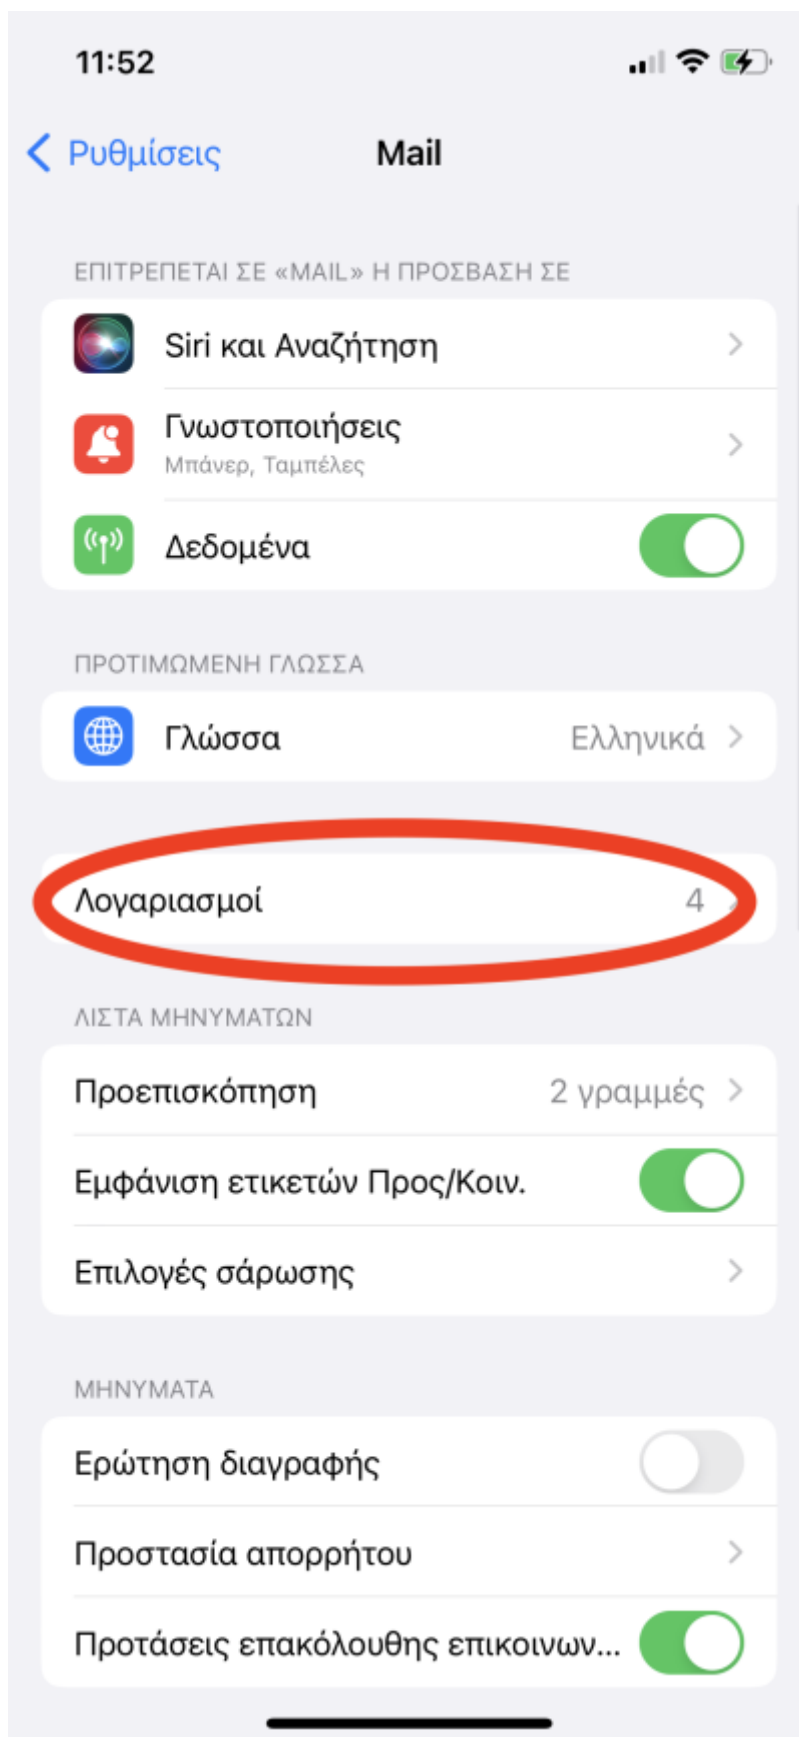 11:52
Ρυθμίσεις Mail
ΕΠΙΤΡΕΠΕΤΑΙ ΣΕ «MAIL» Η ΠΡΟΣΒΑΣΗ ΣΕ
Siri και Αναζήτηση
Γνωστοποιήσεις
Μπάνερ, Ταμπέλες
Δεδομένα
ΠΡΟΤΙΜΩΜΕΝΗ ΓΛΩΣΣΑ
Γλώσσα Ελληνικά
Λογαριασμοί 4
ΛΙΣΤΑ ΜΗΝΥΜΑΤΩΝ
Προεπισκόπηση 2 γραμμές
Εμφάνιση ετικετών Προς/Κοιν.
Επιλογές σάρωσης
ΜΗΝΥΜΑΤΑ
Ερώτηση διαγραφής
Προστασία απορρήτου
Προτάσεις επακόλουθης επικοινων...